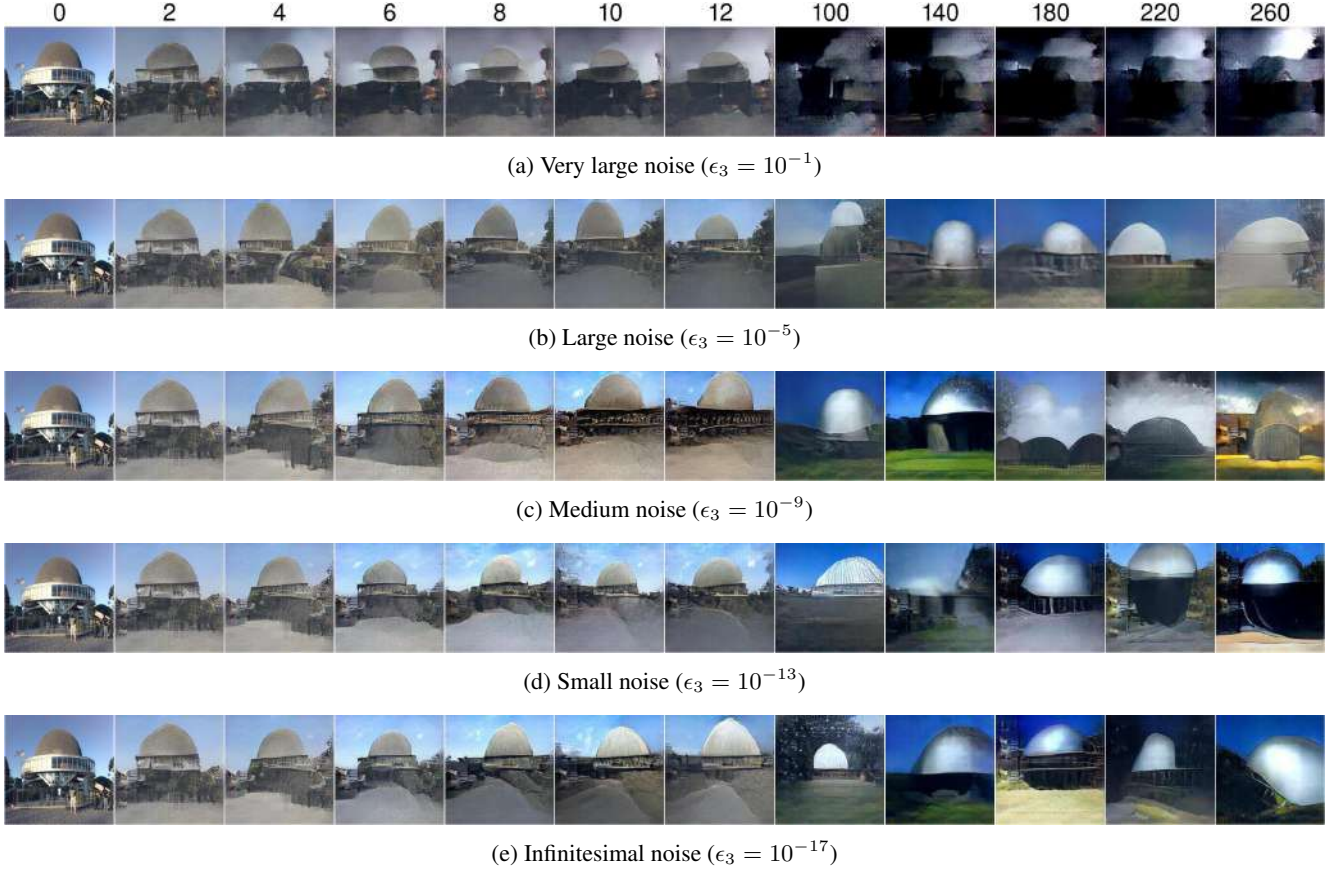 0 2 4 6 8 10 12 100 140 180 220 260
(a) Very large noise (ϵ₃ = 10⁻¹)
(b) Large noise (ϵ₃ = 10⁻⁵)
(c) Medium noise (ϵ₃ = 10⁻⁹)
(d) Small noise (ϵ₃ = 10⁻¹³)
(e) Infinitesimal noise (ϵ₃ = 10⁻¹⁷)